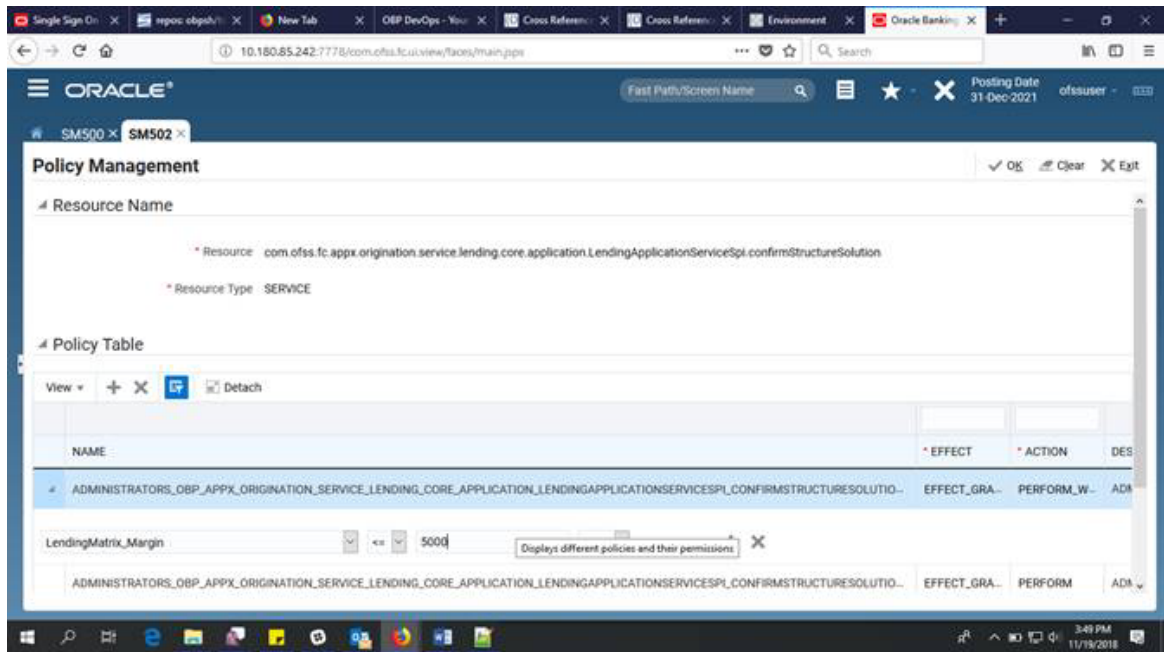 Single Sign On
repos: obpsh/
New Tab
OBP DevOps - Your
Cross Reference
Cross Reference
Environment
Oracle Banking
10.180.85.242:7778/com.ofss.fc.ui.view/faces/main.jspx
Search
ORACLE
Fast Path/Screen Name
Posting Date
31-Dec-2021
ofssuser
SM500 SM502
Policy Management
OK Clear Exit
Resource Name
* Resource com.ofss.fc.appx.origination.service.lending.core.application.LendingApplicationServiceSpi.confirmStructureSolution
* Resource Type SERVICE
Policy Table
View Detach
NAME * EFFECT * ACTION DES
ADMINISTRATORS_OBP_APPX_ORIGINATION_SERVICE_LENDING_CORE_APPLICATION_LENDINGAPPLICATIONSERVICESPI_CONFIRMSTRUCTURESOLUTIO... EFFECT_GRA... PERFORM_W... ADM
LendingMatrix_Margin <= 5000
Displays different policies and their permissions
ADMINISTRATORS_OBP_APPX_ORIGINATION_SERVICE_LENDING_CORE_APPLICATION_LENDINGAPPLICATIONSERVICESPI_CONFIRMSTRUCTURESOLUTIO... EFFECT_GRA... PERFORM ADM
3:49 PM
11/19/2018